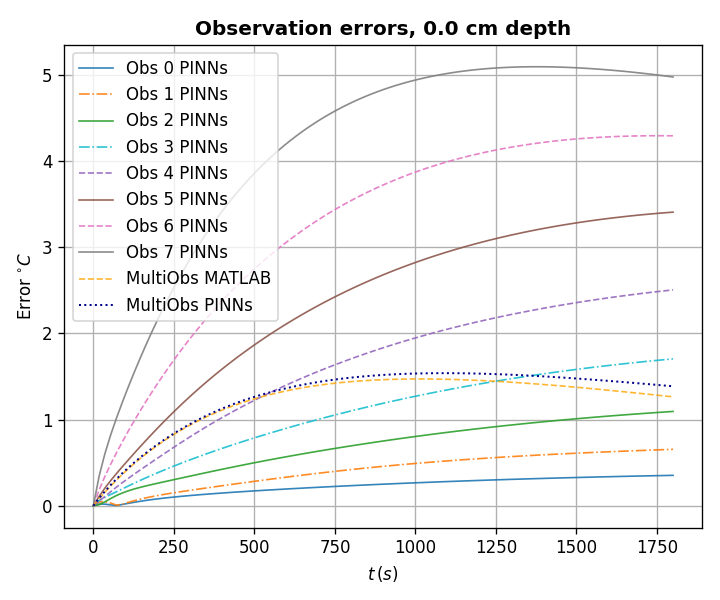 Observation errors, 0.0 cm depth
Obs 0 PINNs
Obs 1 PINNs
Obs 2 PINNs
Obs 3 PINNs
Obs 4 PINNs
Obs 5 PINNs
Obs 6 PINNs
Obs 7 PINNs
MultiObs MATLAB
MultiObs PINNs
Error °C
5
4
3
2
1
0
0 250 500 750 1000 1250 1500 1750
t (s)